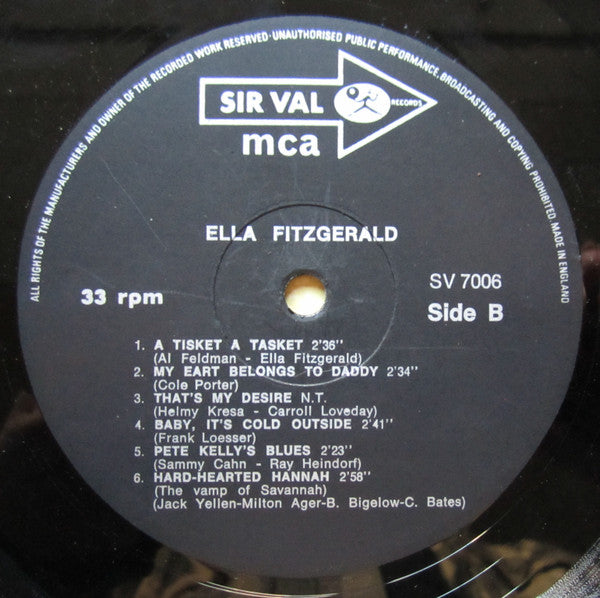 ALL RIGHTS OF THE MANUFACTURERS AND OWNER OF THE RECORDED WORK RESERVED·UNAUTHORISED PUBLIC PERFORMANCE, BROADCASTING AND COPYING PROHIBITED. MADE IN ENGLAND
SIR VAL RECORDS
mca
ELLA FITZGERALD
SV 7006
33 rpm
Side B
1. A TISKET A TASKET 2'36''
(Al Feldman - Ella Fitzgerald)
2. MY EART BELONGS TO DADDY 2'34''
(Cole Porter)
3. THAT'S MY DESIRE N.T.
(Helmy Kresa - Carroll Loveday)
4. BABY, IT'S COLD OUTSIDE 2'41''
(Frank Loesser)
5. PETE KELLY'S BLUES 2'23''
(Sammy Cahn - Ray Heindorf)
6. HARD-HEARTED HANNAH 2'58''
(The vamp of Savannah)
(Jack Yellen-Milton Ager-B. Bigelow-C. Bates)